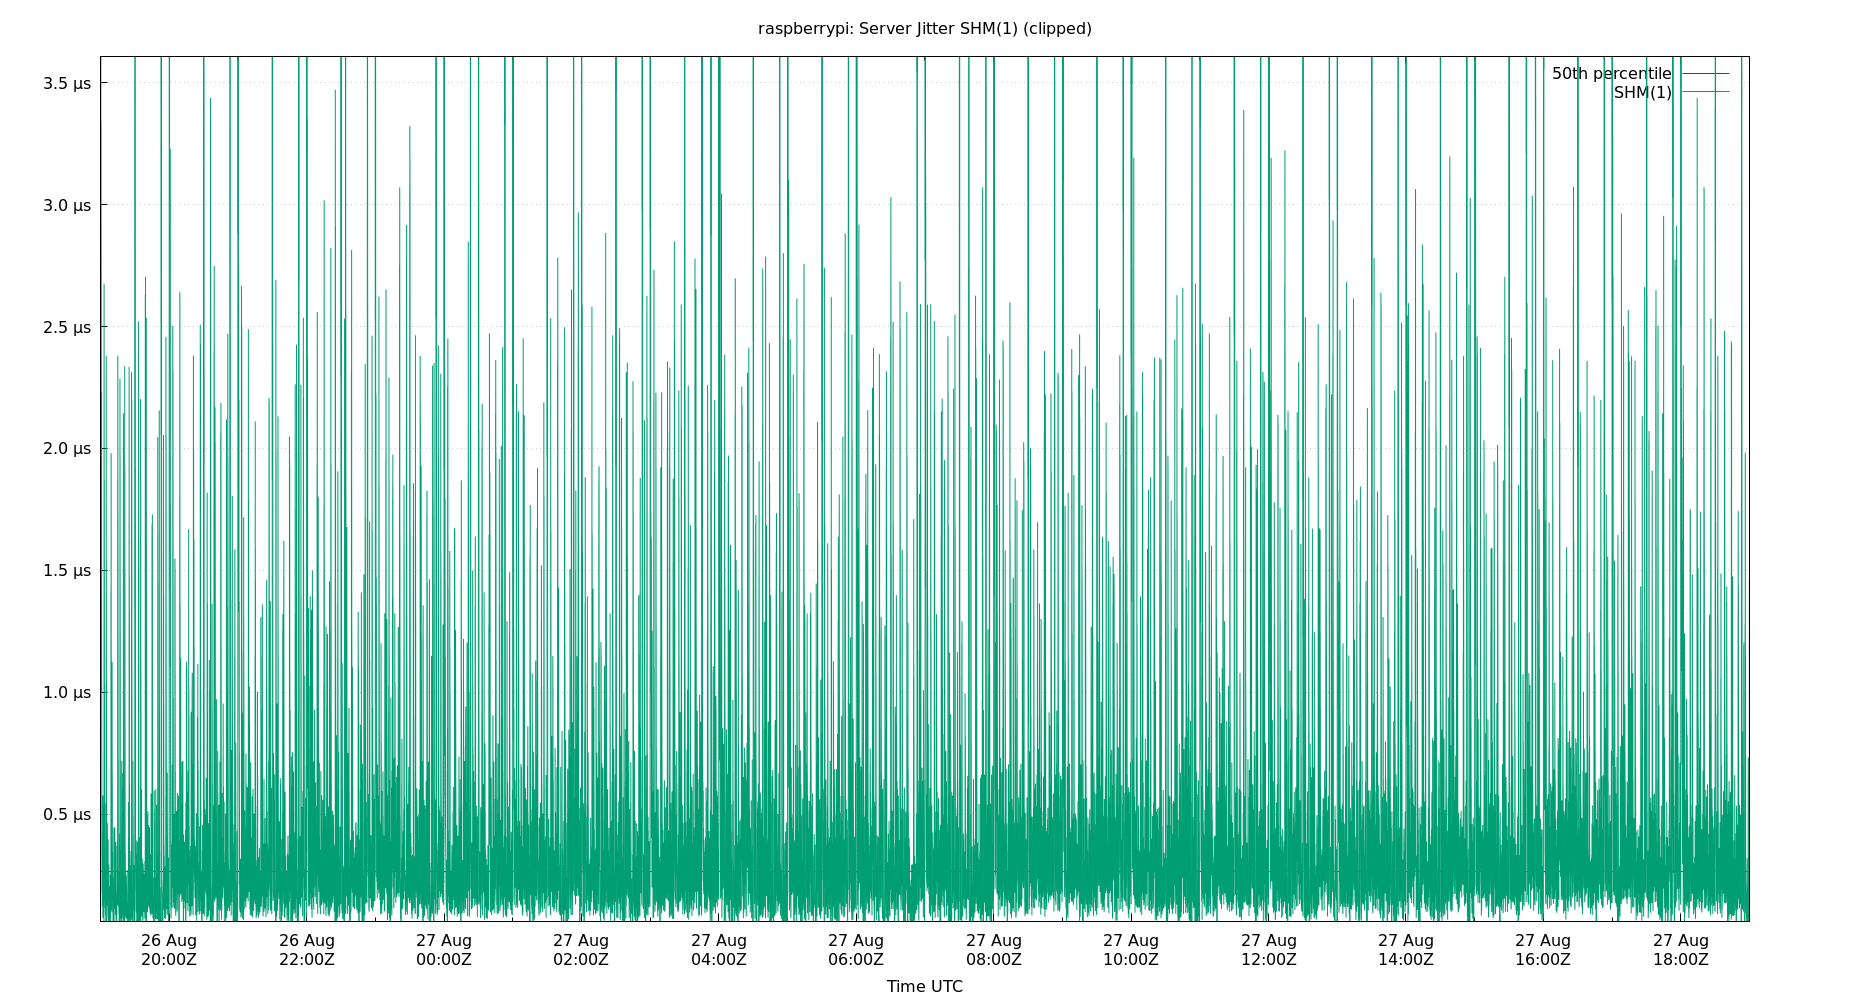 raspberrypi: Server Jitter SHM(1) (clipped)
50th percentile
SHM(1)
3.5 µs
3.0 µs
2.5 µs
2.0 µs
1.5 µs
1.0 µs
0.5 µs
26 Aug 26 Aug 27 Aug 27 Aug 27 Aug 27 Aug 27 Aug 27 Aug 27 Aug 27 Aug 27 Aug 27 Aug
20:00Z 22:00Z 00:00Z 02:00Z 04:00Z 06:00Z 08:00Z 10:00Z 12:00Z 14:00Z 16:00Z 18:00Z
Time UTC